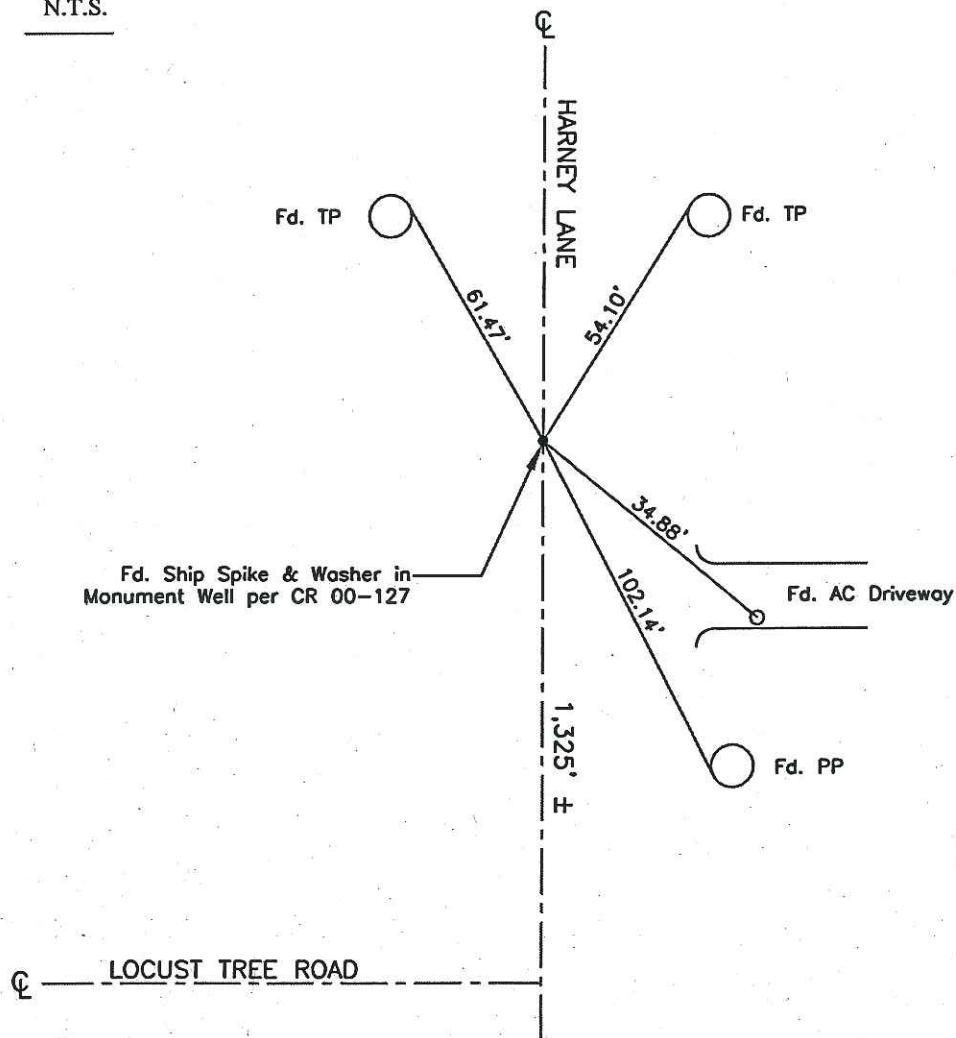 N.T.S.
℄
HARNEY LANE
Fd. TP
Fd. TP
61.47'
54.10'
34.88'
Fd. Ship Spike & Washer in
Monument Well per CR 00-127
Fd. AC Driveway
102.14'
1,325' ±
Fd. PP
℄ LOCUST TREE ROAD